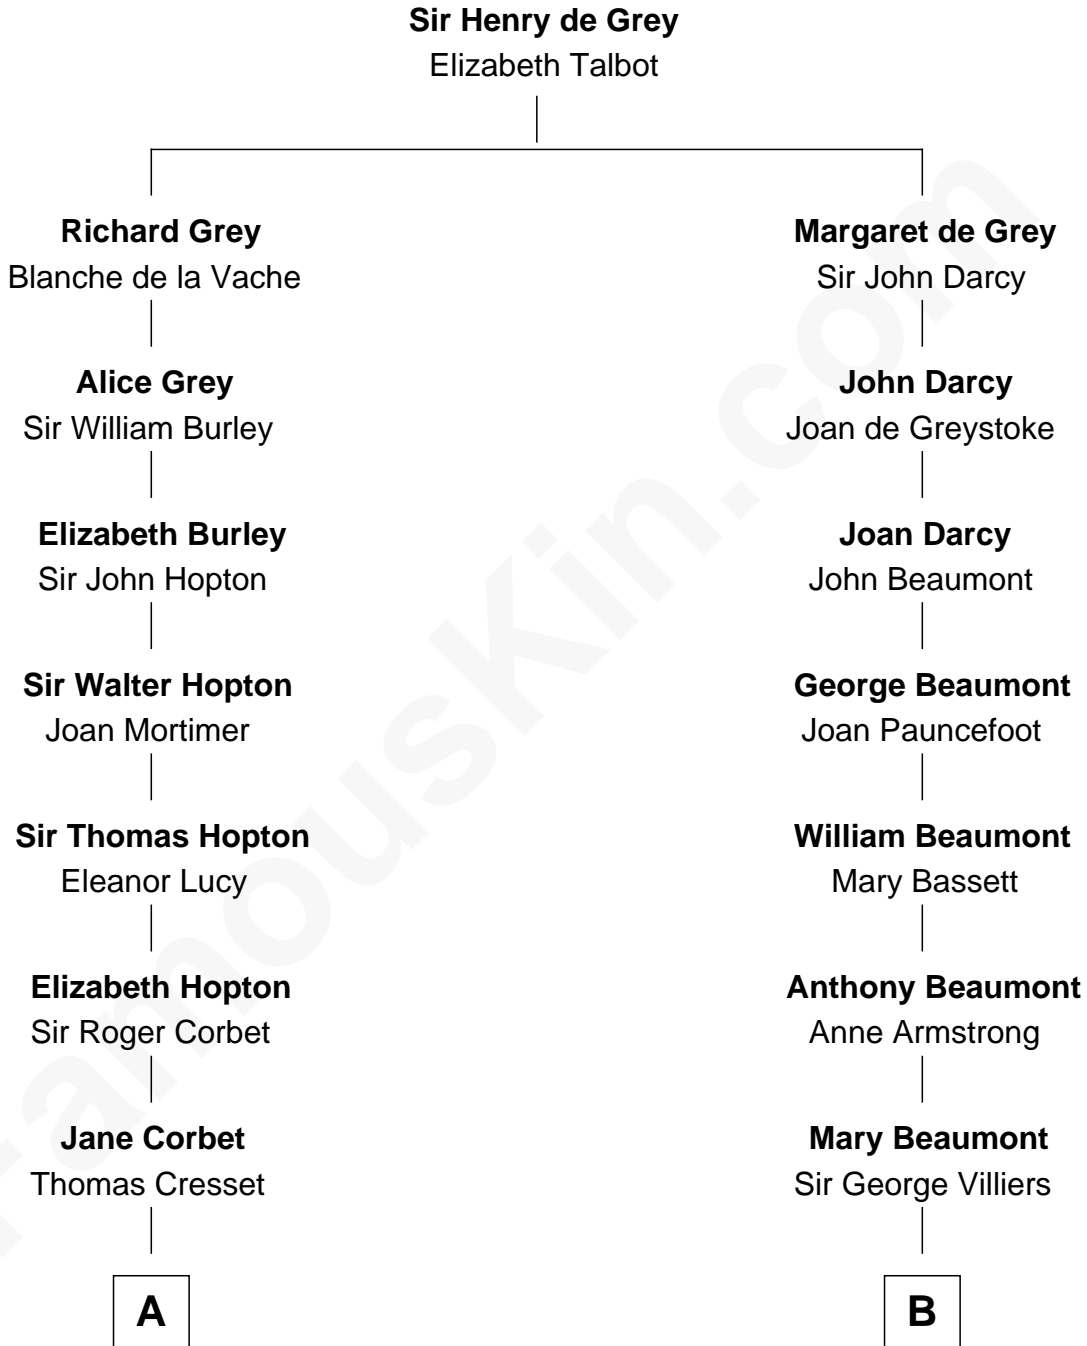 Sir Henry de Grey
Elizabeth Talbot
Richard Grey
Blanche de la Vache
Alice Grey
Sir William Burley
Elizabeth Burley
Sir John Hopton
Sir Walter Hopton
Joan Mortimer
Sir Thomas Hopton
Eleanor Lucy
Elizabeth Hopton
Sir Roger Corbet
Jane Corbet
Thomas Cresset
A
Margaret de Grey
Sir John Darcy
John Darcy
Joan de Greystoke
Joan Darcy
John Beaumont
George Beaumont
Joan Pauncefoot
William Beaumont
Mary Bassett
Anthony Beaumont
Anne Armstrong
Mary Beaumont
Sir George Villiers
B
FamousKin.com